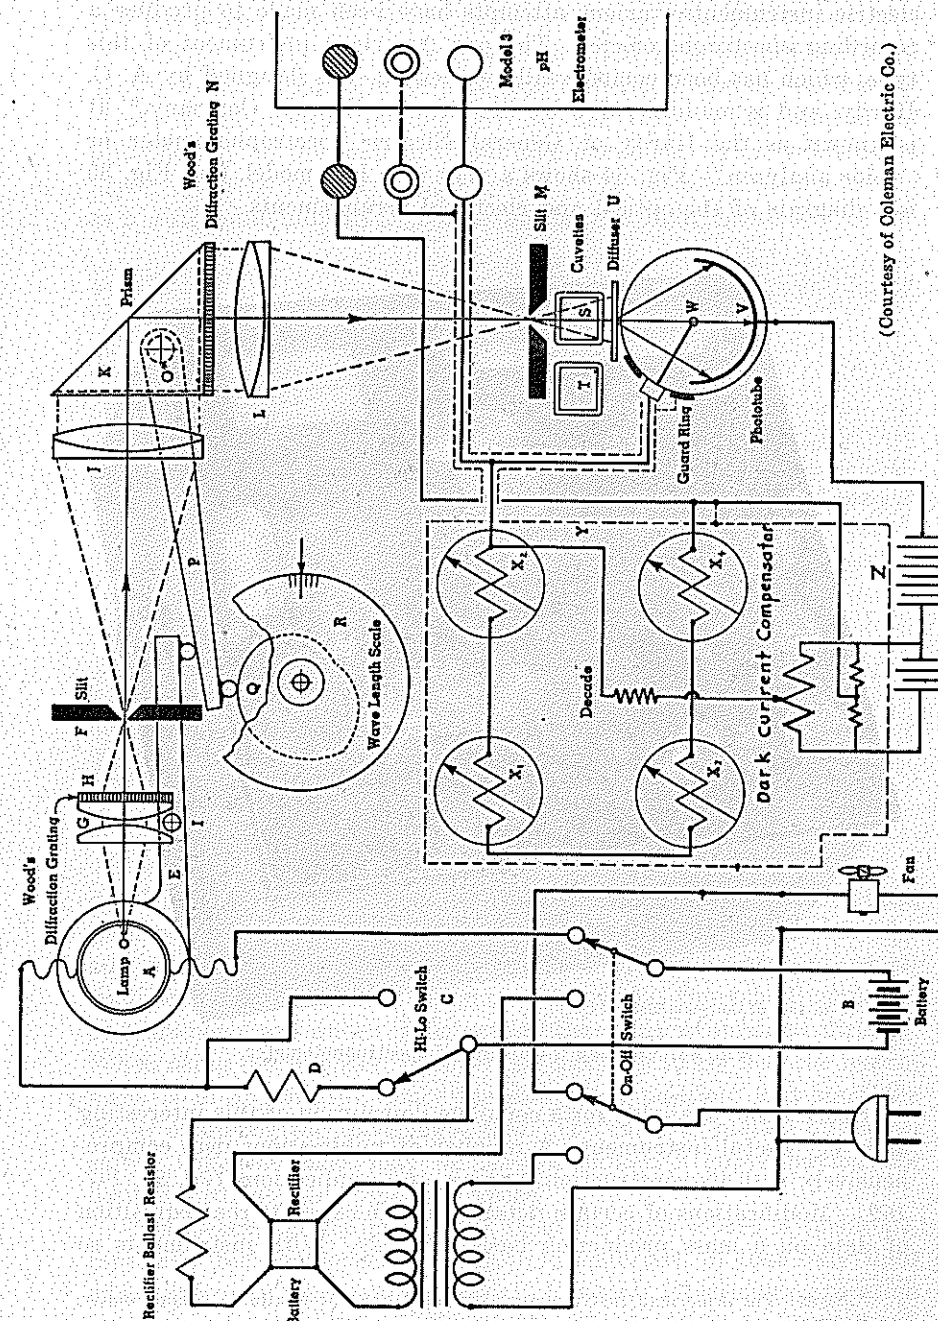 Wood's
Diffraction Grating N
Model 3
pH
Electrometer
Prism
K
O
J
L
Slit M
Cuvettes
Diffuser U
S
T
W
V
Guard Ring
Phototube
(Courtesy of Coleman Electric Co.)
Wood's
Diffraction Grating
Slit
F
H
G
I
E
P
Lamp
A
Q
R
Wave Length Scale
Y
X2
X4
X1
X3
Decade
Dark Current Compensator
Z
Fan
Hi-Lo Switch
C
D
On-Off Switch
B
Battery
Rectifier Ballast Resistor
Rectifier